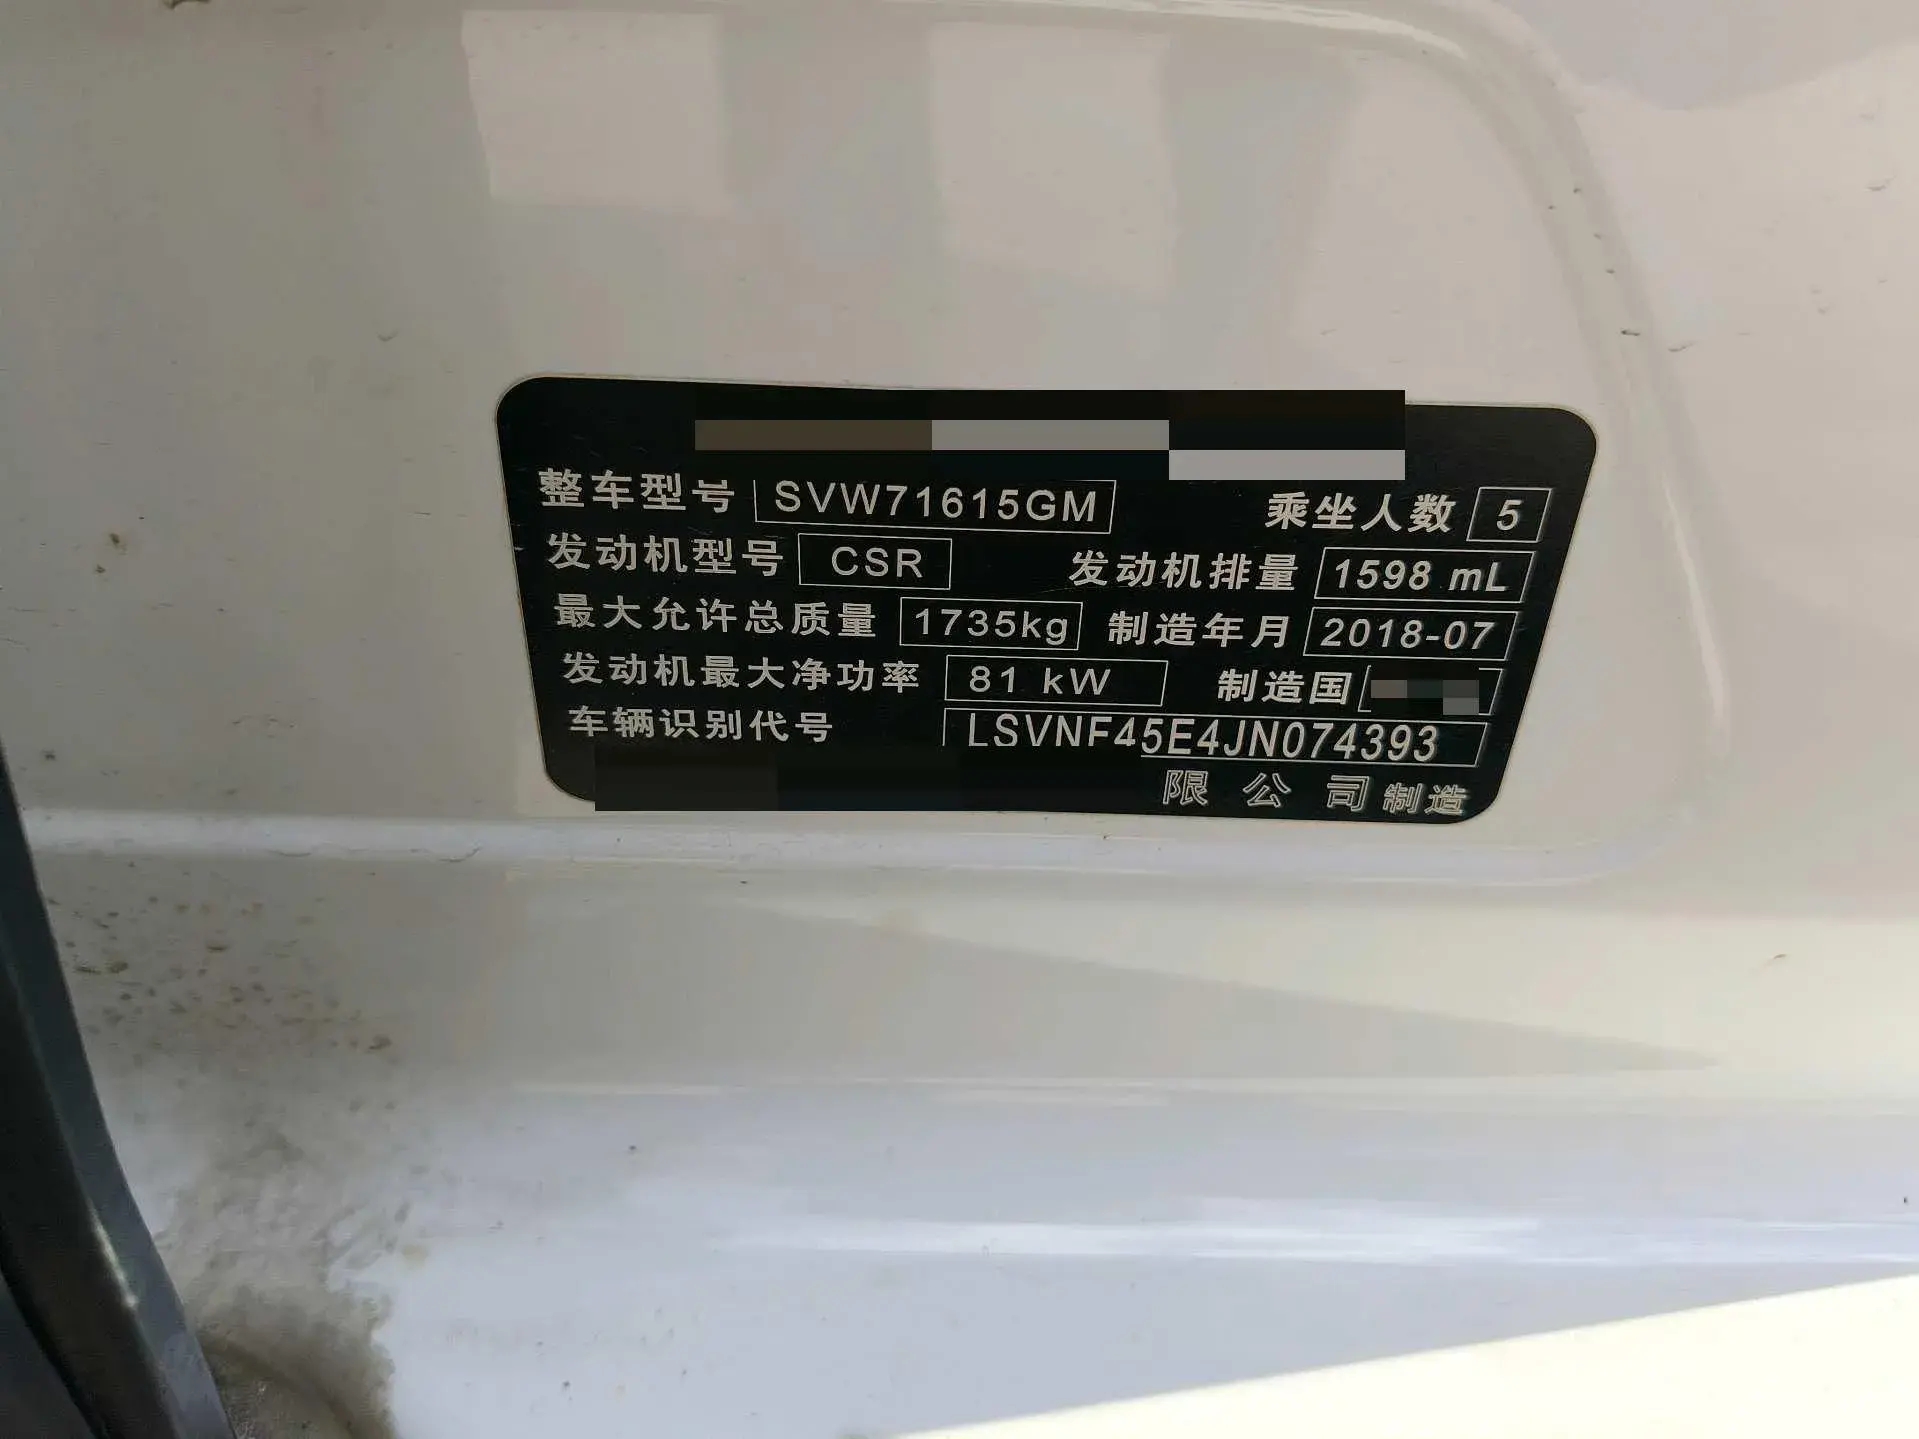 整车型号 SVW71615GM 乘坐人数 5
发动机型号 CSR 发动机排量 1598 mL
最大允许总质量 1735kg 制造年月 2018-07
发动机最大净功率 81 kW 制造国
车辆识别代号 LSVNF45E4JN074393
限公司制造